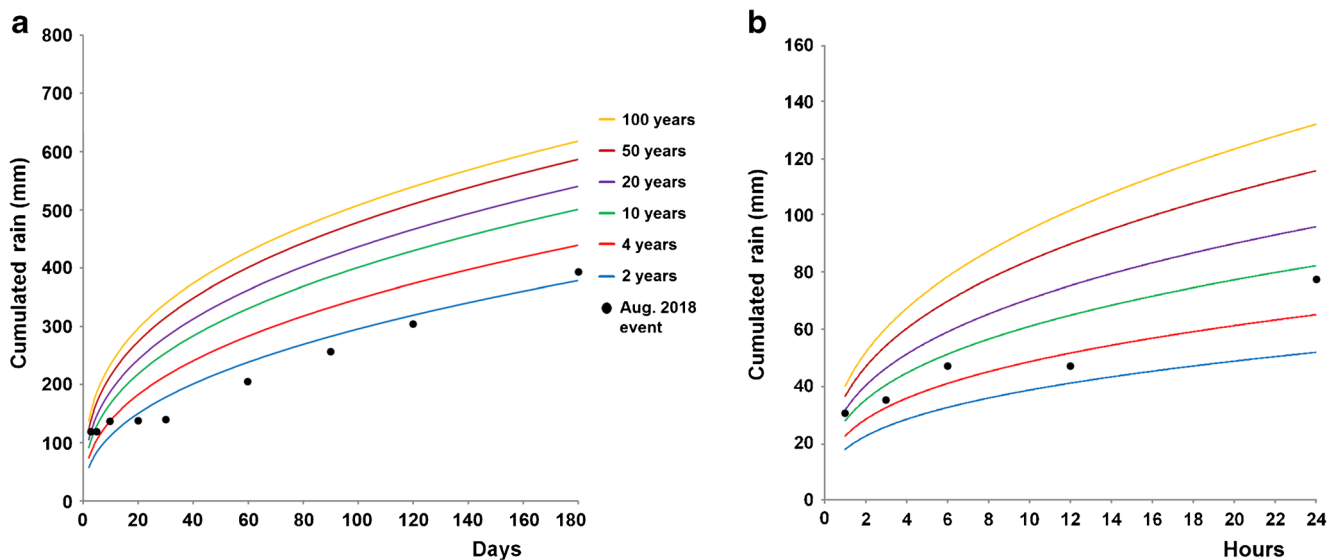 a
800
700
600
500
400
300
200
100
0
Cumulated rain (mm)
0 20 40 60 80 100 120 140 160 180
Days
100 years
50 years
20 years
10 years
4 years
2 years
Aug. 2018
event
b
160
140
120
100
80
60
40
20
0
Cumulated rain (mm)
0 2 4 6 8 10 12 14 16 18 20 22 24
Hours